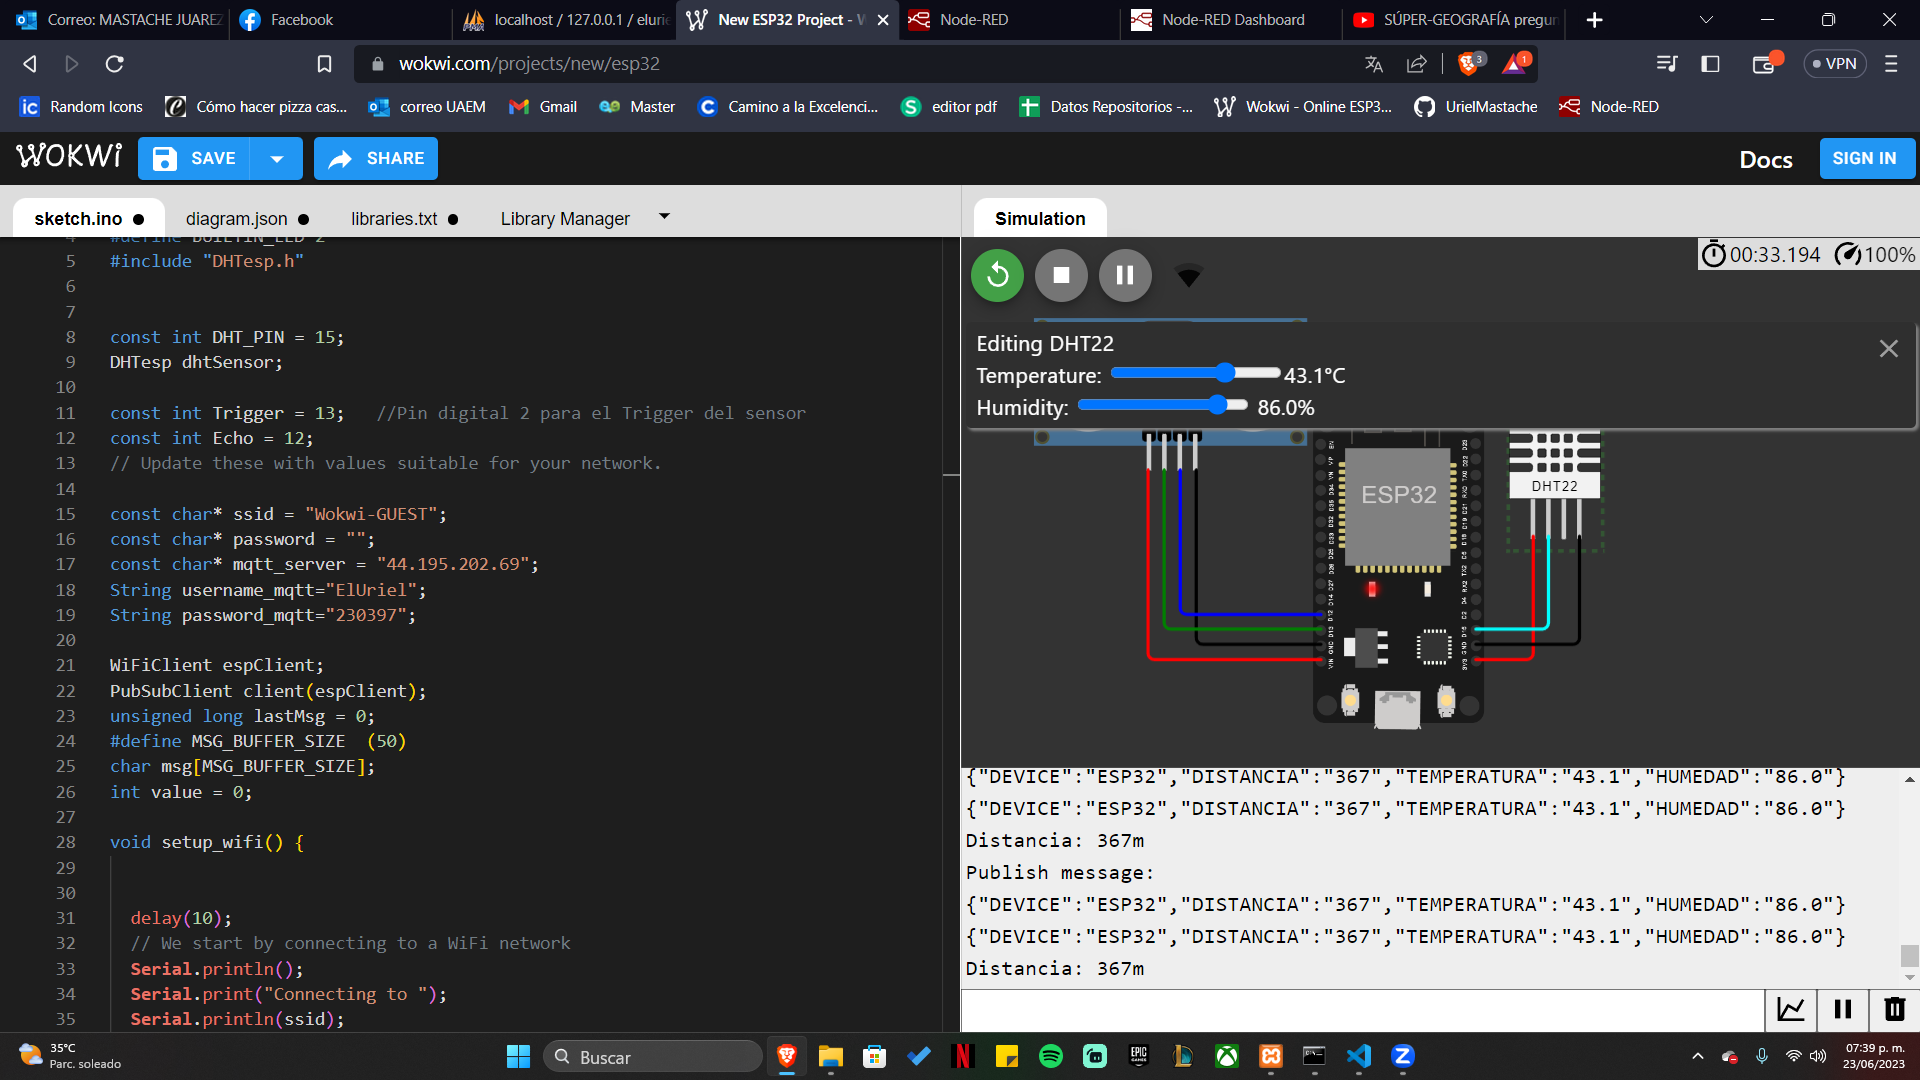 Correo: MASTACHE JUAREZ
Facebook
localhost / 127.0.0.1 / elurie
New ESP32 Project - W
Node-RED
Node-RED Dashboard
SÚPER-GEOGRAFÍA pregun
wokwi.com/projects/new/esp32
3
1
VPN
Random Icons
Cómo hacer pizza cas...
correo UAEM
Gmail
Master
Camino a la Excelenci...
editor pdf
Datos Repositorios -...
Wokwi - Online ESP3...
UrielMastache
Node-RED
WOKWi
SAVE
SHARE
Docs
SIGN IN
sketch.ino
diagram.json
libraries.txt
Library Manager
Simulation
5 #include "DHTesp.h"
6
7
8 const int DHT_PIN = 15;
9 DHTesp dhtSensor;
10
11 const int Trigger = 13;   //Pin digital 2 para el Trigger del sensor
12 const int Echo = 12;
13 // Update these with values suitable for your network.
14
15 const char* ssid = "Wokwi-GUEST";
16 const char* password = "";
17 const char* mqtt_server = "44.195.202.69";
18 String username_mqtt="ElUriel";
19 String password_mqtt="230397";
20
21 WiFiClient espClient;
22 PubSubClient client(espClient);
23 unsigned long lastMsg = 0;
24 #define MSG_BUFFER_SIZE  (50)
25 char msg[MSG_BUFFER_SIZE];
26 int value = 0;
27
28 void setup_wifi() {
29
30
31 delay(10);
32 // We start by connecting to a WiFi network
33 Serial.println();
34 Serial.print("Connecting to ");
35 Serial.println(ssid);
00:33.194
100%
Editing DHT22
Temperature: 43.1°C
Humidity: 86.0%
ESP32
DHT22
{"DEVICE":"ESP32","DISTANCIA":"367","TEMPERATURA":"43.1","HUMEDAD":"86.0"}
{"DEVICE":"ESP32","DISTANCIA":"367","TEMPERATURA":"43.1","HUMEDAD":"86.0"}
Distancia: 367m
Publish message:
{"DEVICE":"ESP32","DISTANCIA":"367","TEMPERATURA":"43.1","HUMEDAD":"86.0"}
{"DEVICE":"ESP32","DISTANCIA":"367","TEMPERATURA":"43.1","HUMEDAD":"86.0"}
Distancia: 367m
35°C
Parc. soleado
Buscar
07:39 p. m.
23/06/2023